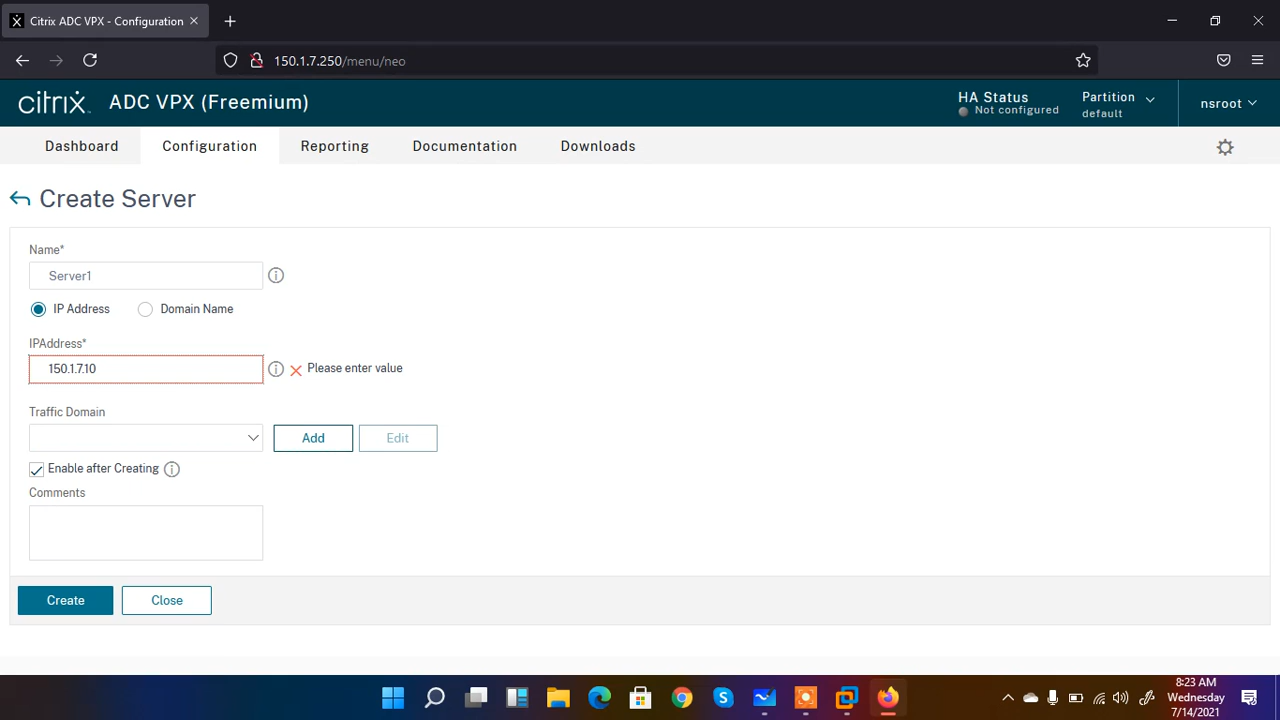 Citrix ADC VPX - Configuration
150.1.7.250/menu/neo
citrix ADC VPX (Freemium)
HA Status
Not configured
Partition
default
nsroot
Dashboard Configuration Reporting Documentation Downloads
Create Server
Name*
Server1
IP Address Domain Name
IPAddress*
150.1.7.10
Please enter value
Traffic Domain
Add Edit
Enable after Creating
Comments
Create Close
8:23 AM
Wednesday
7/14/2021